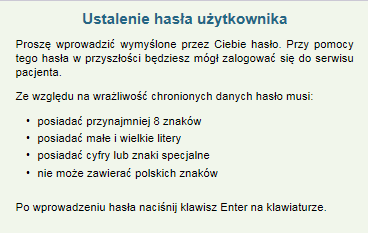 Ustalenie hasła użytkownika
Proszę wprowadzić wymyślone przez Ciebie hasło. Przy pomocy
tego hasła w przyszłości będziesz mógł zalogować się do serwisu
pacjenta.
Ze względu na wrażliwość chronionych danych hasło musi:
• posiadać przynajmniej 8 znaków
• posiadać małe i wielkie litery
• posiadać cyfry lub znaki specjalne
• nie może zawierać polskich znaków
Po wprowadzeniu hasła naciśnij klawisz Enter na klawiaturze.